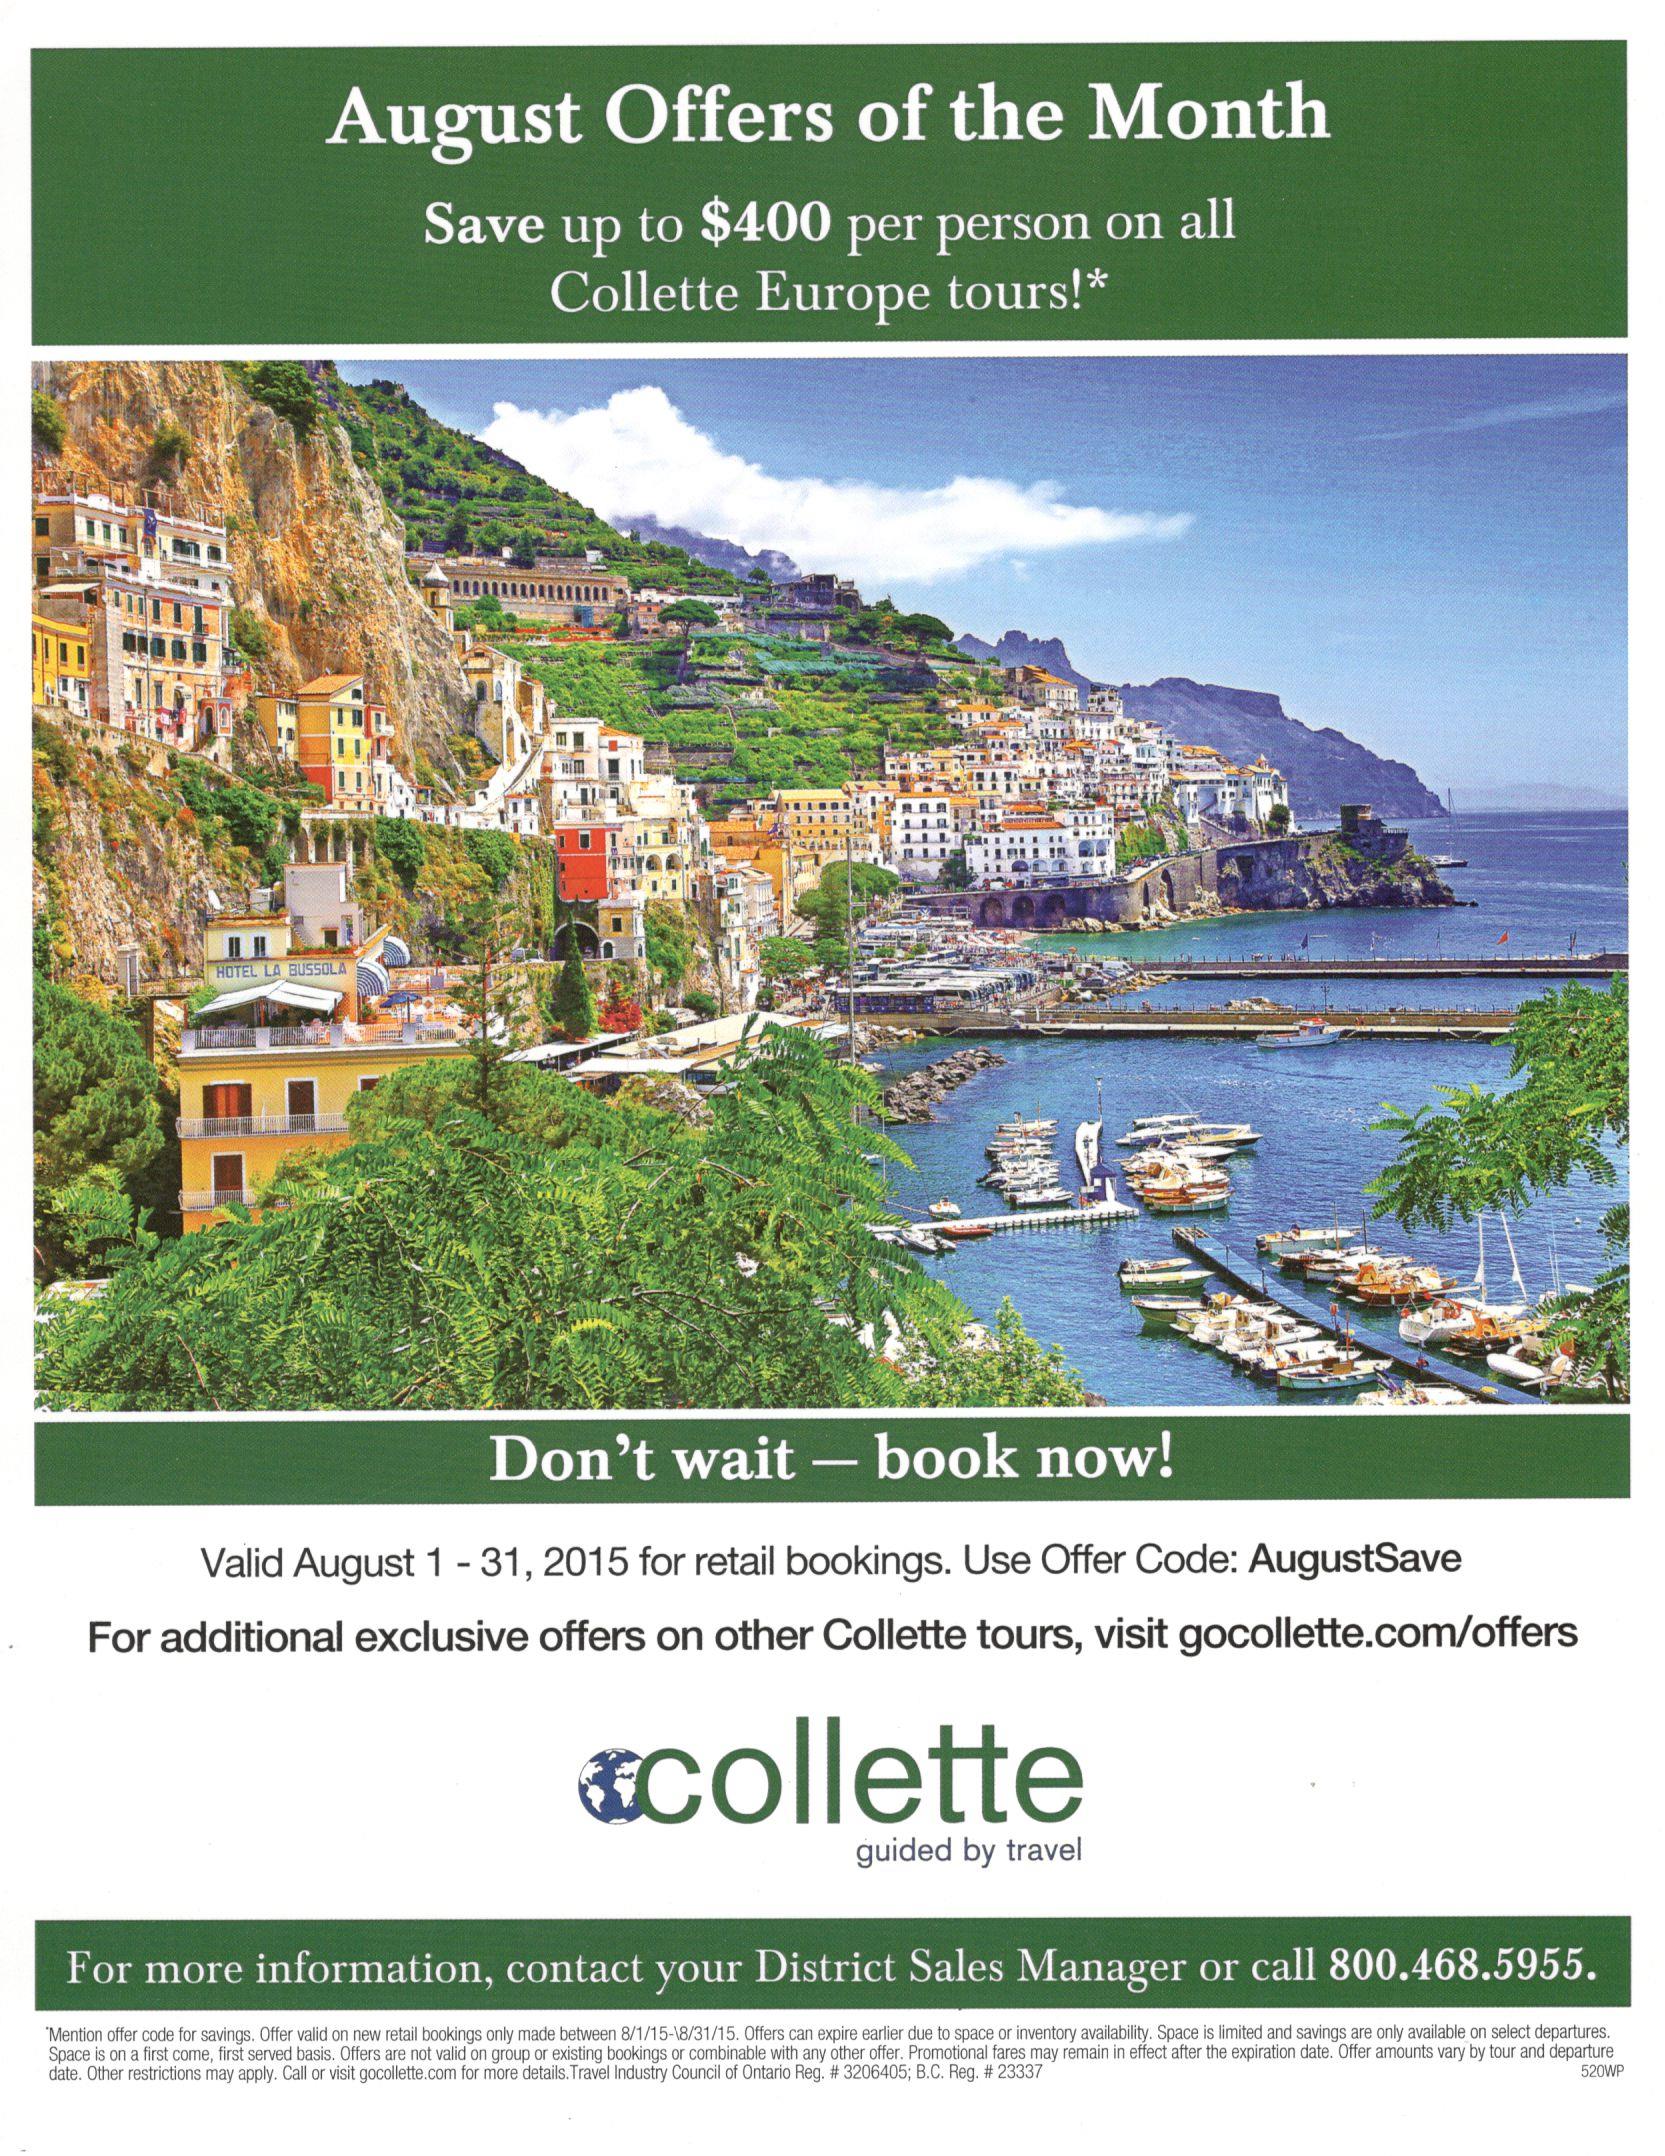 August Offers of the Month
Save up to $400 per person on all
Collette Europe tours!*
HOTEL LA BUSSOLA
Don't wait — book now!
Valid August 1 - 31, 2015 for retail bookings. Use Offer Code: AugustSave
For additional exclusive offers on other Collette tours, visit gocollette.com/offers
collette
guided by travel
For more information, contact your District Sales Manager or call 800.468.5955.
*Mention offer code for savings. Offer valid on new retail bookings only made between 8/1/15-\8/31/15. Offers can expire earlier due to space or inventory availability. Space is limited and savings are only available on select departures.
Space is on a first come, first served basis. Offers are not valid on group or existing bookings or combinable with any other offer. Promotional fares may remain in effect after the expiration date. Offer amounts vary by tour and departure
date. Other restrictions may apply. Call or visit gocollette.com for more details.Travel Industry Council of Ontario Reg. # 3206405; B.C. Reg. # 23337
520WP